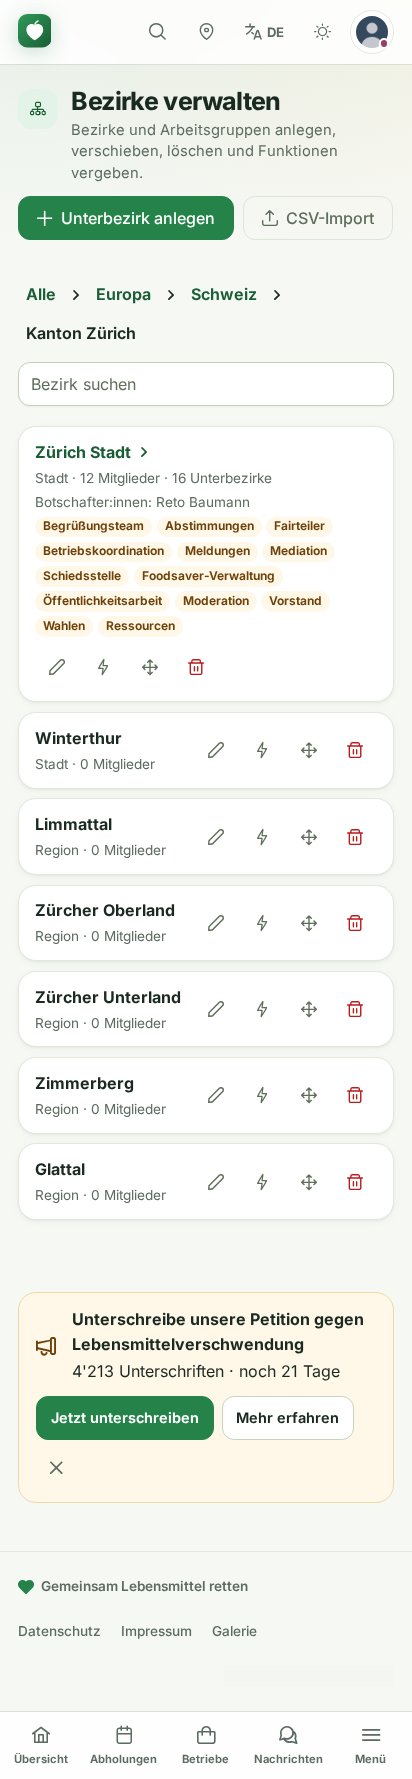 DE
Bezirke verwalten
Bezirke und Arbeitsgruppen anlegen,
verschieben, löschen und Funktionen
vergeben.
Unterbezirk anlegen
CSV-Import
Alle > Europa > Schweiz >
Kanton Zürich
Bezirk suchen
Zürich Stadt >
Stadt · 12 Mitglieder · 16 Unterbezirke
Botschafter:innen: Reto Baumann
Begrüßungsteam Abstimmungen Fairteiler
Betriebskoordination Meldungen Mediation
Schiedsstelle Foodsaver-Verwaltung
Öffentlichkeitsarbeit Moderation Vorstand
Wahlen Ressourcen
Winterthur
Stadt · 0 Mitglieder
Limmattal
Region · 0 Mitglieder
Zürcher Oberland
Region · 0 Mitglieder
Zürcher Unterland
Region · 0 Mitglieder
Zimmerberg
Region · 0 Mitglieder
Glattal
Region · 0 Mitglieder
Unterschreibe unsere Petition gegen
Lebensmittelverschwendung
4'213 Unterschriften · noch 21 Tage
Jetzt unterschreiben
Mehr erfahren
Gemeinsam Lebensmittel retten
Datenschutz Impressum Galerie
Übersicht Abholungen Betriebe Nachrichten Menü